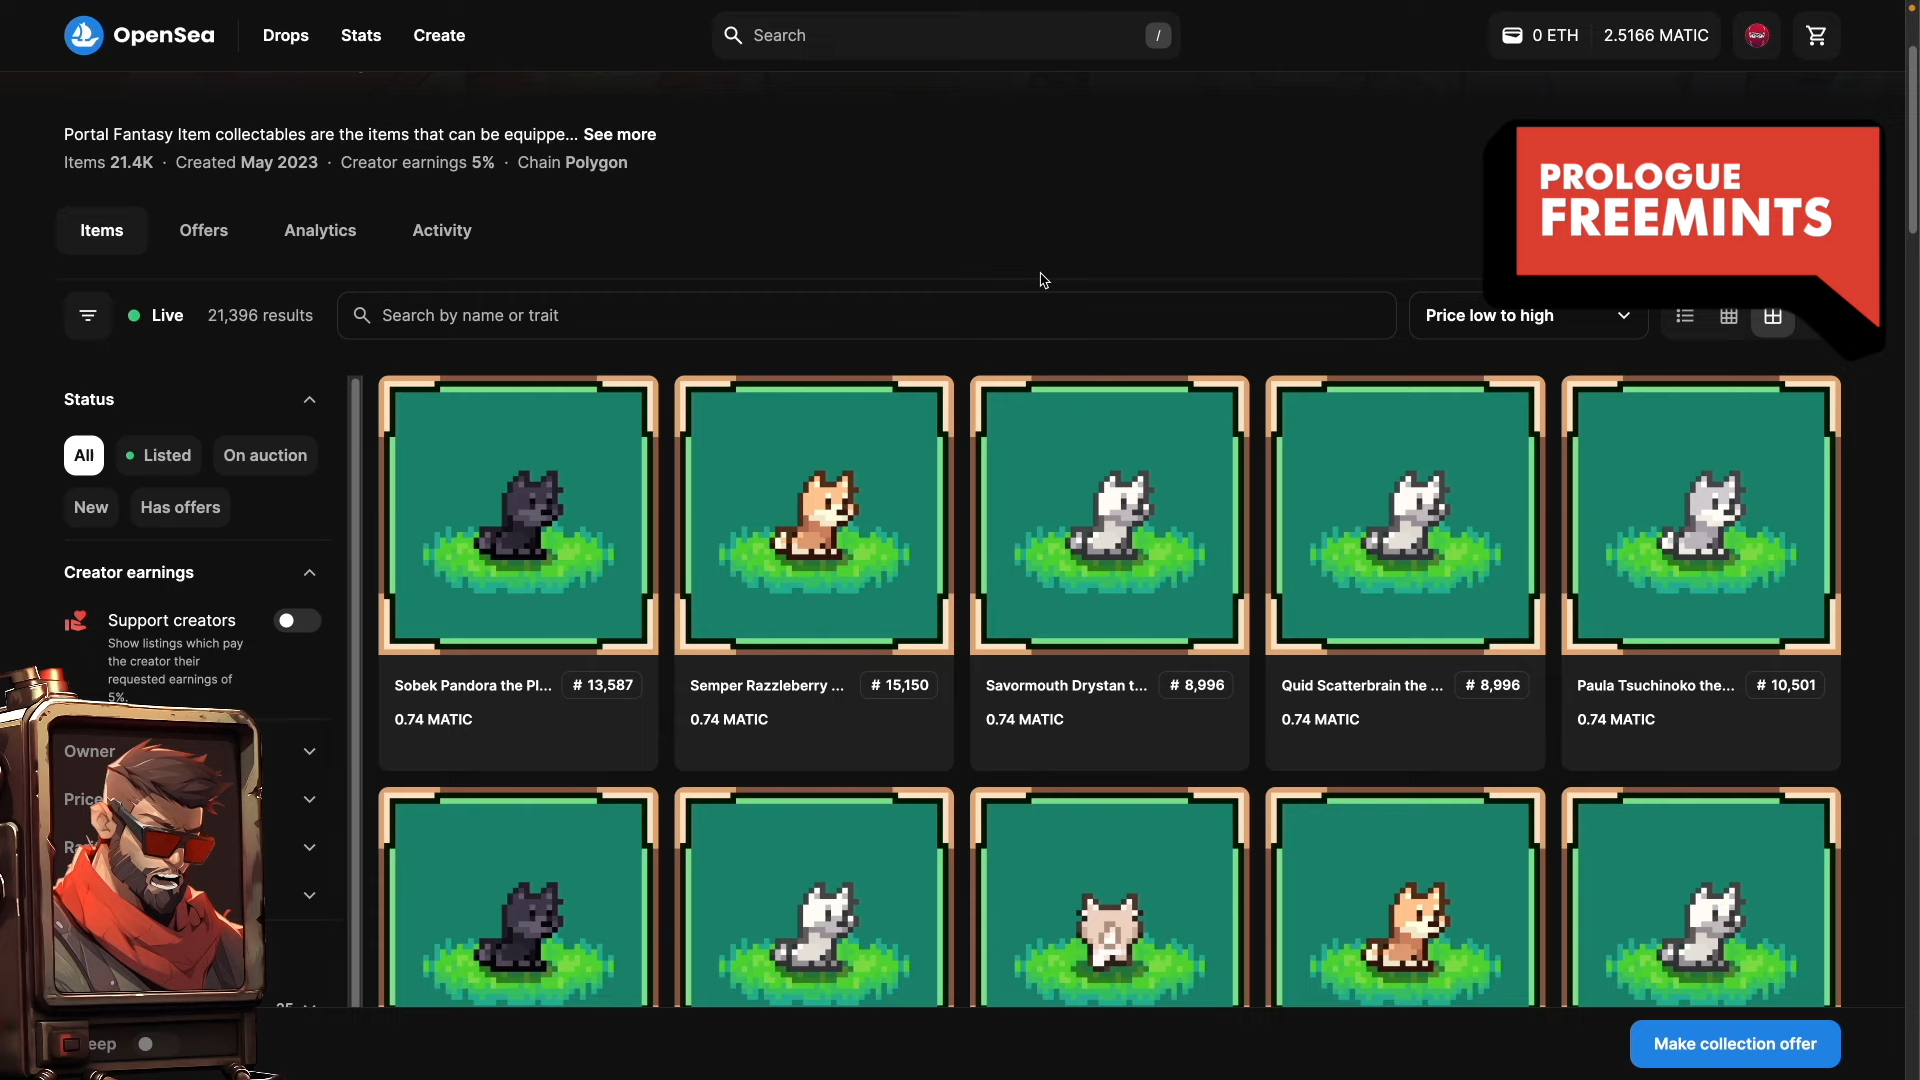 OpenSea
Drops
Stats
Create
Search
/
0 ETH
2.5166 MATIC
Portal Fantasy Item collectables are the items that can be equippe... See more
Items 21.4K · Created May 2023 · Creator earnings 5% · Chain Polygon
PROLOGUE
FREEMINTS
Items
Offers
Analytics
Activity
Live
21,396 results
Search by name or trait
Price low to high
Status
All
Listed
On auction
New
Has offers
Creator earnings
Support creators
Show listings which pay
the creator their
requested earnings of
5%.
Owner
Price
Sobek Pandora the Pl...
# 13,587
0.74 MATIC
Semper Razzleberry ...
# 15,150
0.74 MATIC
Savormouth Drystan t...
# 8,996
0.74 MATIC
Quid Scatterbrain the ...
# 8,996
0.74 MATIC
Paula Tsuchinoko the...
# 10,501
0.74 MATIC
eep
Make collection offer